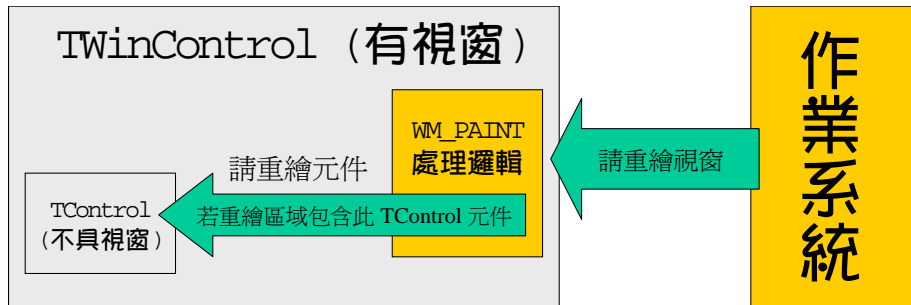 TWinControl (有視窗)
WM_PAINT
處理邏輯
請重繪元件
若重繪區域包含此 TControl 元件
TControl
(不具視窗)
請重繪視窗
作業系統